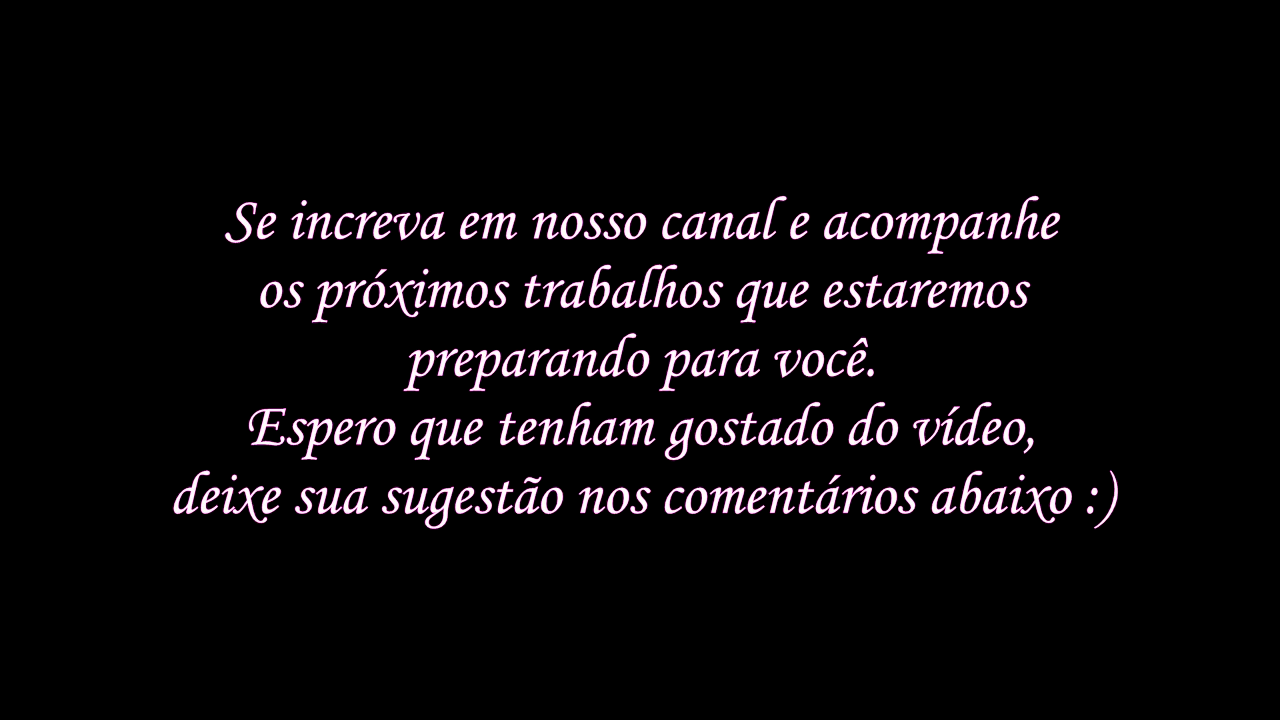 Se increva em nosso canal e acompanhe
os próximos trabalhos que estaremos
preparando para você.
Espero que tenham gostado do vídeo,
deixe sua sugestão nos comentários abaixo :)